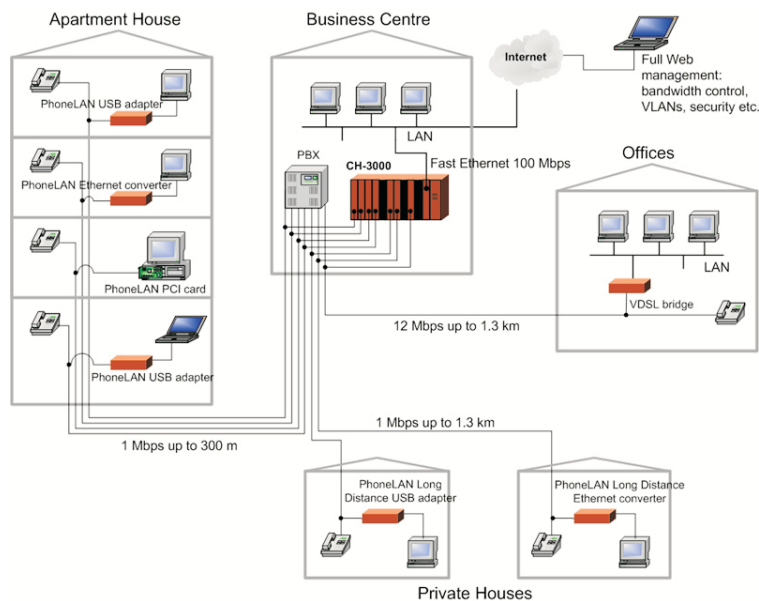 Apartment House
Business Centre
Internet
Full Web
management:
bandwidth control,
VLANs, security etc.
PhoneLAN USB adapter
LAN
PBX
CH-3000
Fast Ethernet 100 Mbps
Offices
PhoneLAN Ethernet converter
LAN
PhoneLAN PCI card
VDSL bridge
12 Mbps up to 1.3 km
PhoneLAN USB adapter
1 Mbps up to 300 m
1 Mbps up to 1.3 km
PhoneLAN Long
Distance USB adapter
PhoneLAN Long Distance
Ethernet converter
Private Houses